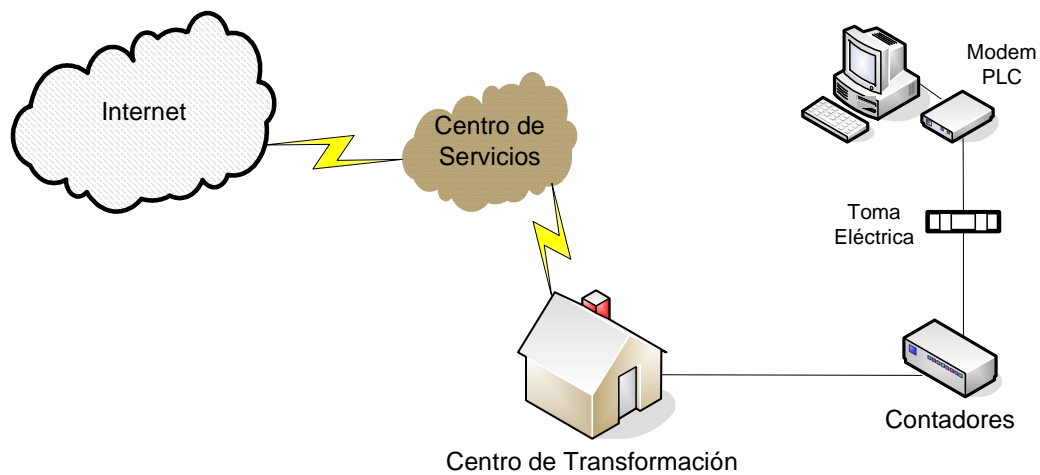 Internet
Centro de
Servicios
Modem
PLC
Toma
Eléctrica
Contadores
Centro de Transformación